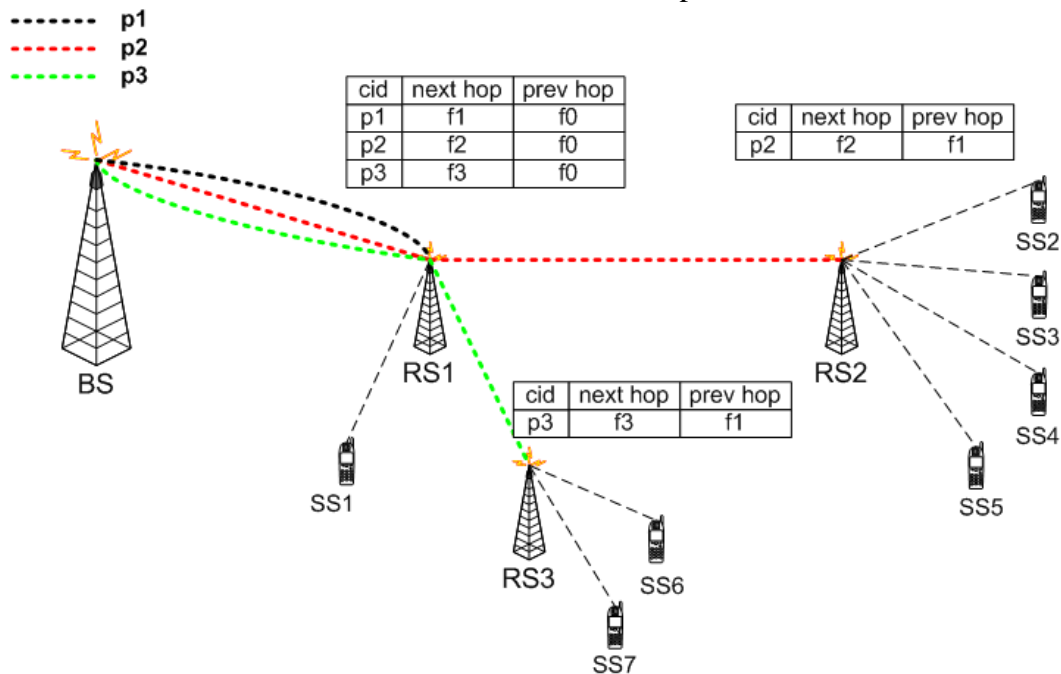 p1
p2
p3
cid next hop prev hop
p1 f1 f0
p2 f2 f0
p3 f3 f0
cid next hop prev hop
p2 f2 f1
SS2
SS3
BS
RS1
RS2
cid next hop prev hop
p3 f3 f1
SS4
SS1
SS5
RS3
SS6
SS7